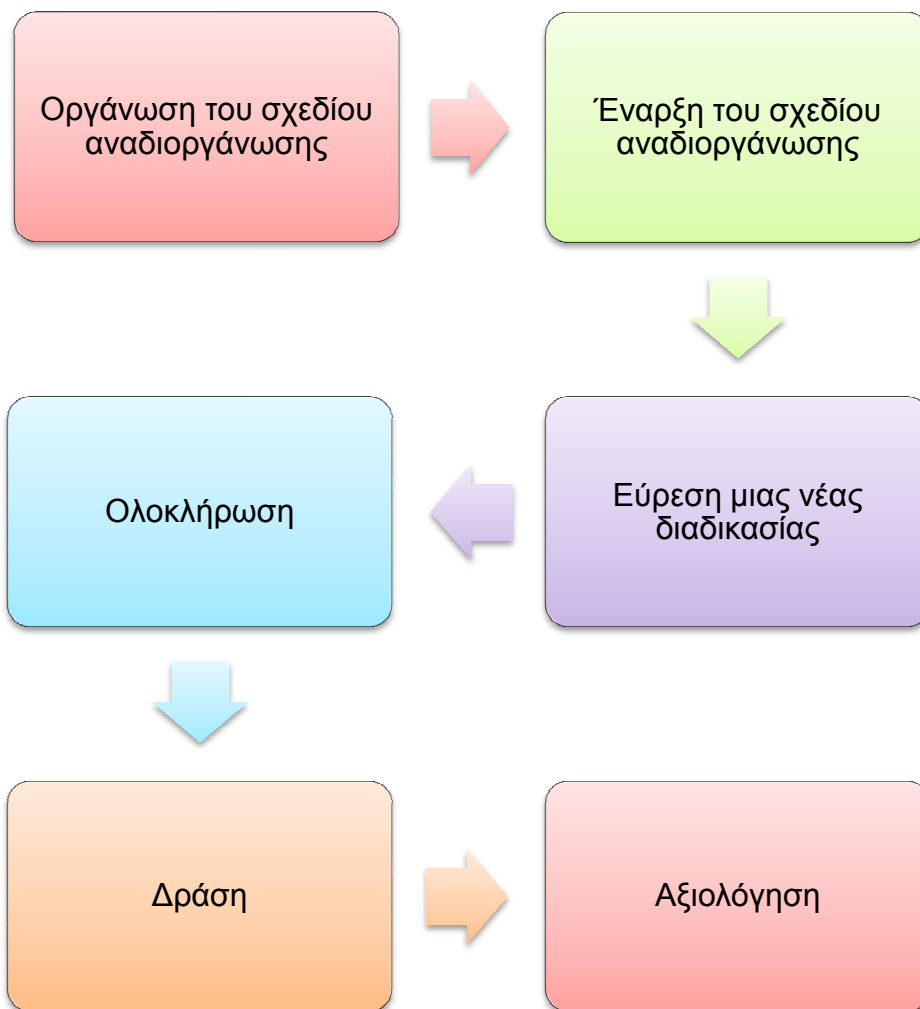 Οργάνωση του σχεδίου
αναδιοργάνωσης
Έναρξη του σχεδίου
αναδιοργάνωσης
Εύρεση μιας νέας
διαδικασίας
Ολοκλήρωση
Δράση
Αξιολόγηση